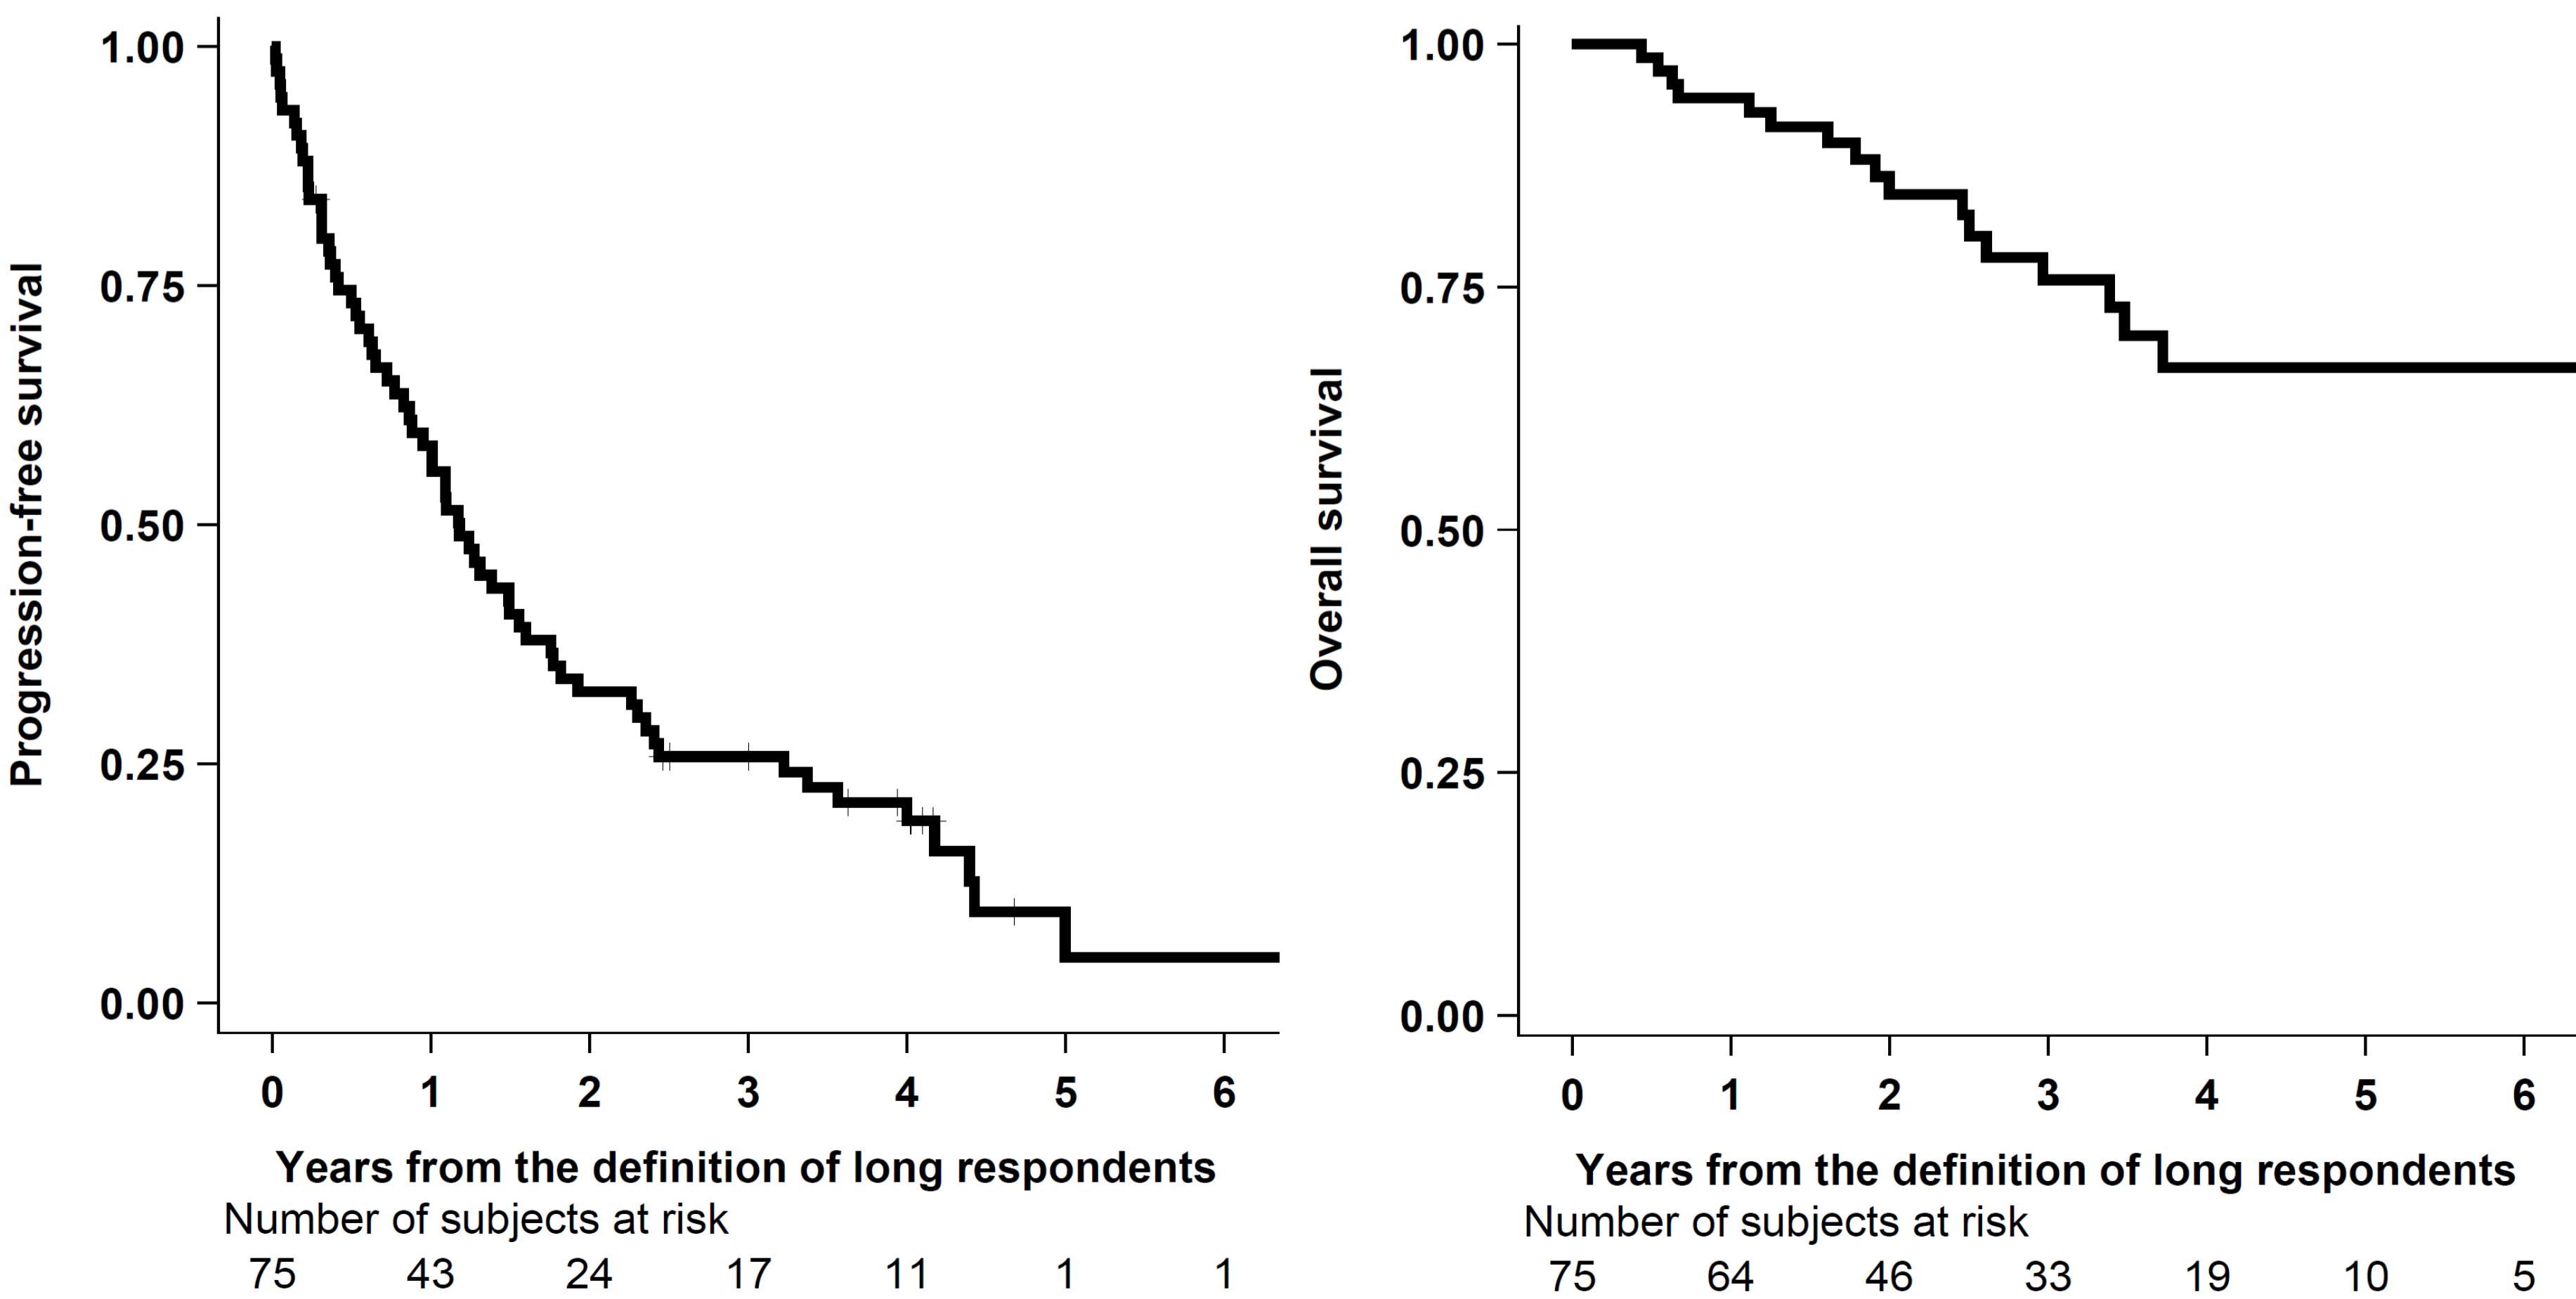 Progression-free survival
1.00
0.75
0.50
0.25
0.00
0 1 2 3 4 5 6
Years from the definition of long respondents
Number of subjects at risk
75 43 24 17 11 1 1
Overall survival
1.00
0.75
0.50
0.25
0.00
0 1 2 3 4 5 6
Years from the definition of long respondents
Number of subjects at risk
75 64 46 33 19 10 5